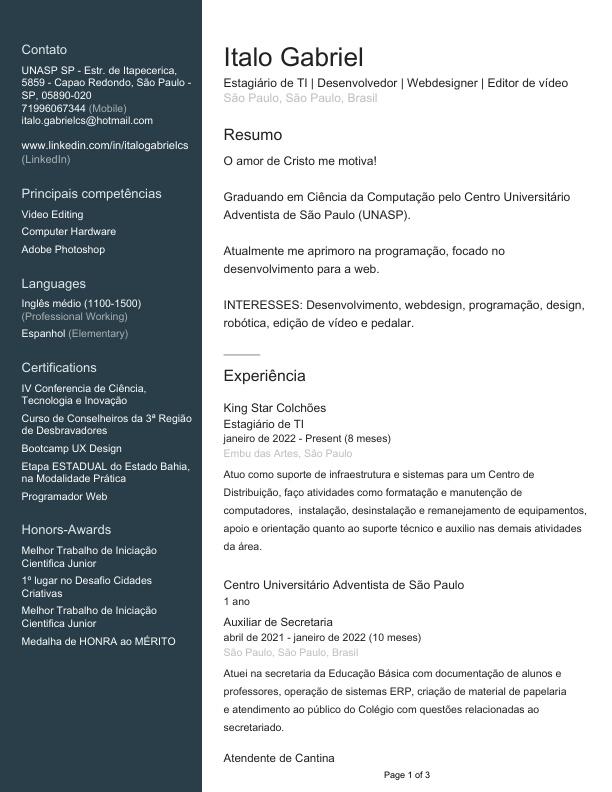 Contato
UNASP SP - Estr. de Itapecerica,
5859 - Capao Redondo, São Paulo -
SP, 05890-020
71996067344 (Mobile)
italo.gabrielcs@hotmail.com
www.linkedin.com/in/italogabrielcs
(LinkedIn)
Principais competências
Video Editing
Computer Hardware
Adobe Photoshop
Languages
Inglês médio (1100-1500)
(Professional Working)
Espanhol (Elementary)
Certifications
IV Conferencia de Ciência,
Tecnologia e Inovação
Curso de Conselheiros da 3ª Região
de Desbravadores
Bootcamp UX Design
Etapa ESTADUAL do Estado Bahia,
na Modalidade Prática
Programador Web
Honors-Awards
Melhor Trabalho de Iniciação
Cientifica Junior
1º lugar no Desafio Cidades
Criativas
Melhor Trabalho de Iniciação
Cientifica Junior
Medalha de HONRA ao MÉRITO
Italo Gabriel
Estagiário de TI | Desenvolvedor | Webdesigner | Editor de vídeo
São Paulo, São Paulo, Brasil
Resumo
O amor de Cristo me motiva!
Graduando em Ciência da Computação pelo Centro Universitário
Adventista de São Paulo (UNASP).
Atualmente me aprimoro na programação, focado no
desenvolvimento para a web.
INTERESSES: Desenvolvimento, webdesign, programação, design,
robótica, edição de vídeo e pedalar.
Experiência
King Star Colchões
Estagiário de TI
janeiro de 2022 - Present (8 meses)
Embu das Artes, São Paulo
Atuo como suporte de infraestrutura e sistemas para um Centro de
Distribuição, faço atividades como formatação e manutenção de
computadores,  instalação, desinstalação e remanejamento de equipamentos,
apoio e orientação quanto ao suporte técnico e auxilio nas demais atividades
da área.
Centro Universitário Adventista de São Paulo
1 ano
Auxiliar de Secretaria
abril de 2021 - janeiro de 2022 (10 meses)
São Paulo, São Paulo, Brasil
Atuei na secretaria da Educação Básica com documentação de alunos e
professores, operação de sistemas ERP, criação de material de papelaria
e atendimento ao público do Colégio com questões relacionadas ao
secretariado.
Atendente de Cantina
Page 1 of 3